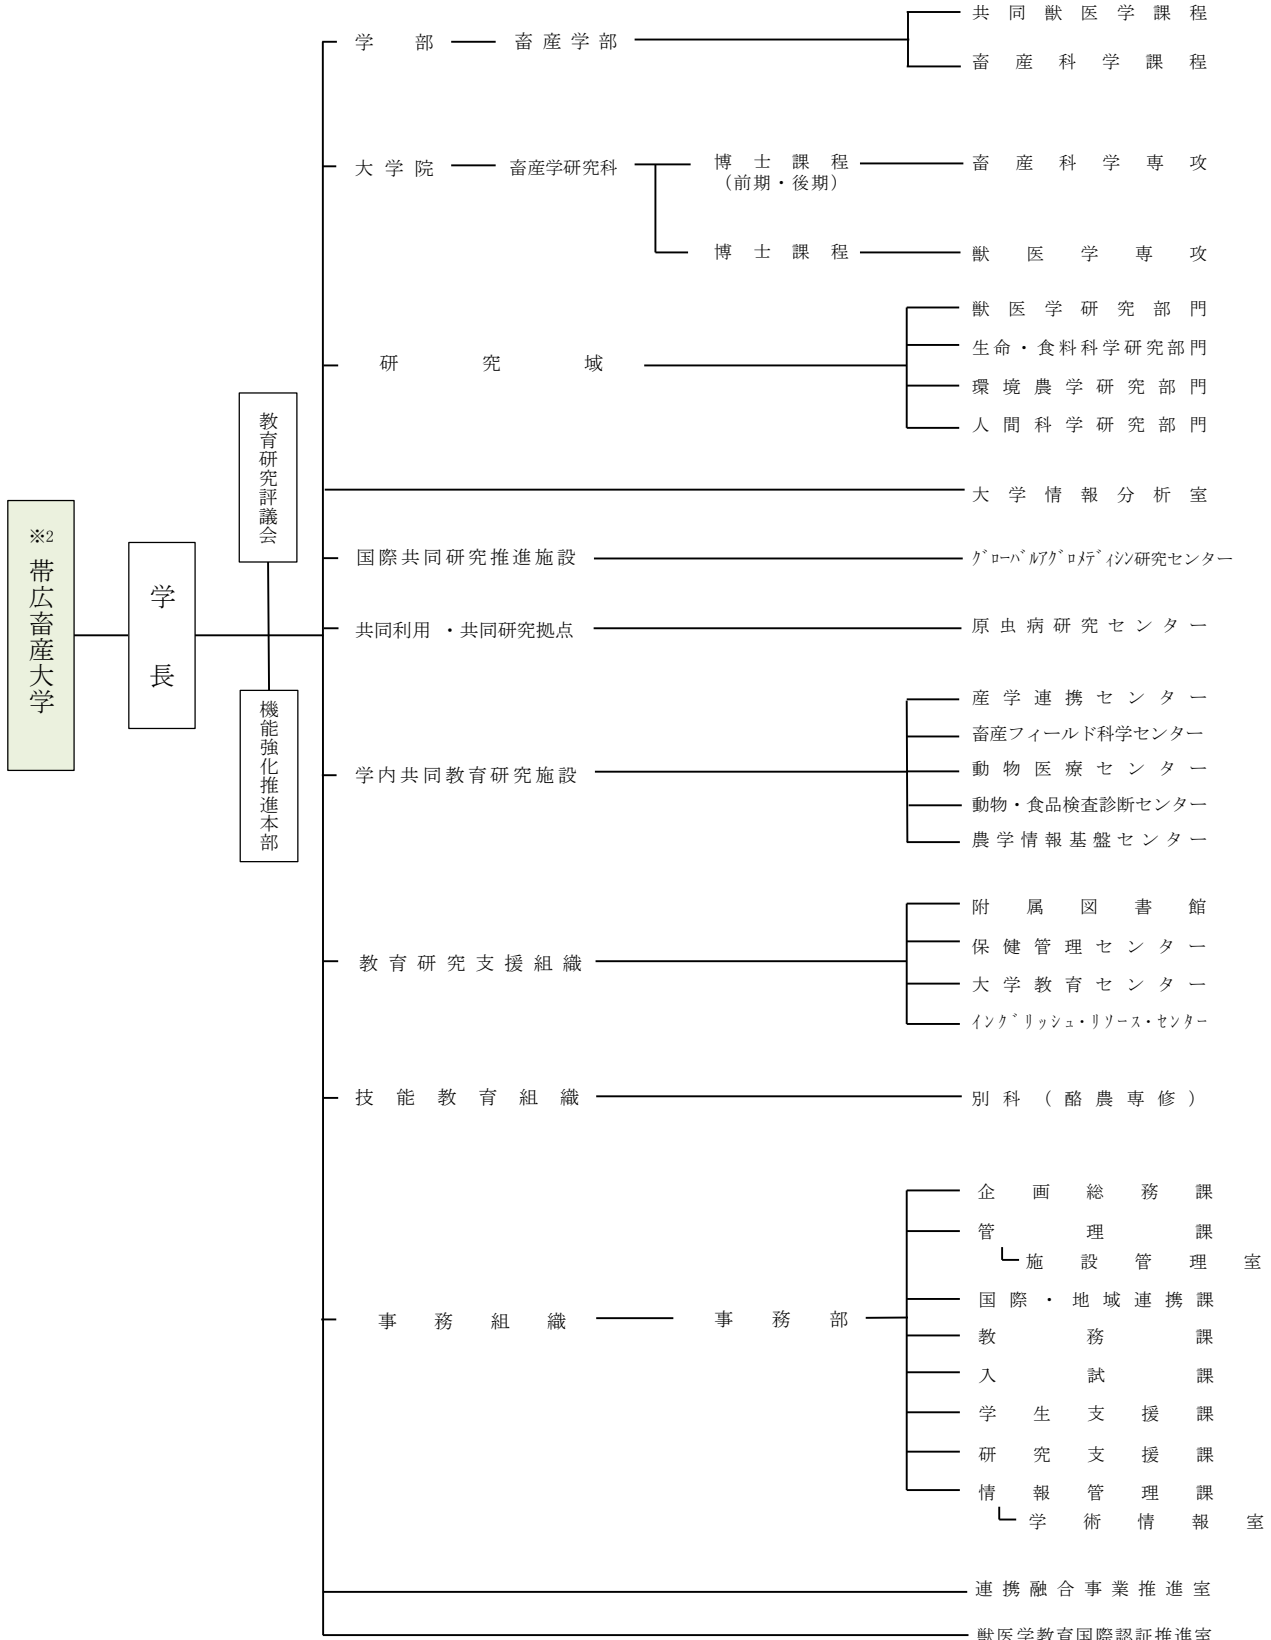 共同獣医学課程
学部
畜産学部
畜産科学課程
大学院
畜産学研究科
博士課程
(前期・後期)
畜産科学専攻
博士課程
獣医学専攻
研究域
獣医学研究部門
生命・食料科学研究部門
環境農学研究部門
人間科学研究部門
教育研究評議会
大学情報分析室
※2
帯広畜産大学
学長
国際共同研究推進施設
グローバルアグロメディシン研究センター
共同利用・共同研究拠点
原虫病研究センター
機能強化推進本部
学内共同教育研究施設
産学連携センター
畜産フィールド科学センター
動物医療センター
動物・食品検査診断センター
農学情報基盤センター
教育研究支援組織
附属図書館
保健管理センター
大学教育センター
イングリッシュ・リソース・センター
技能教育組織
別科(酪農専修)
事務組織
事務部
企画総務課
管理課
施設管理室
国際・地域連携課
教務課
入試課
学生支援課
研究支援課
情報管理課
学術情報室
連携融合事業推進室
獣医学教育国際認証推進室